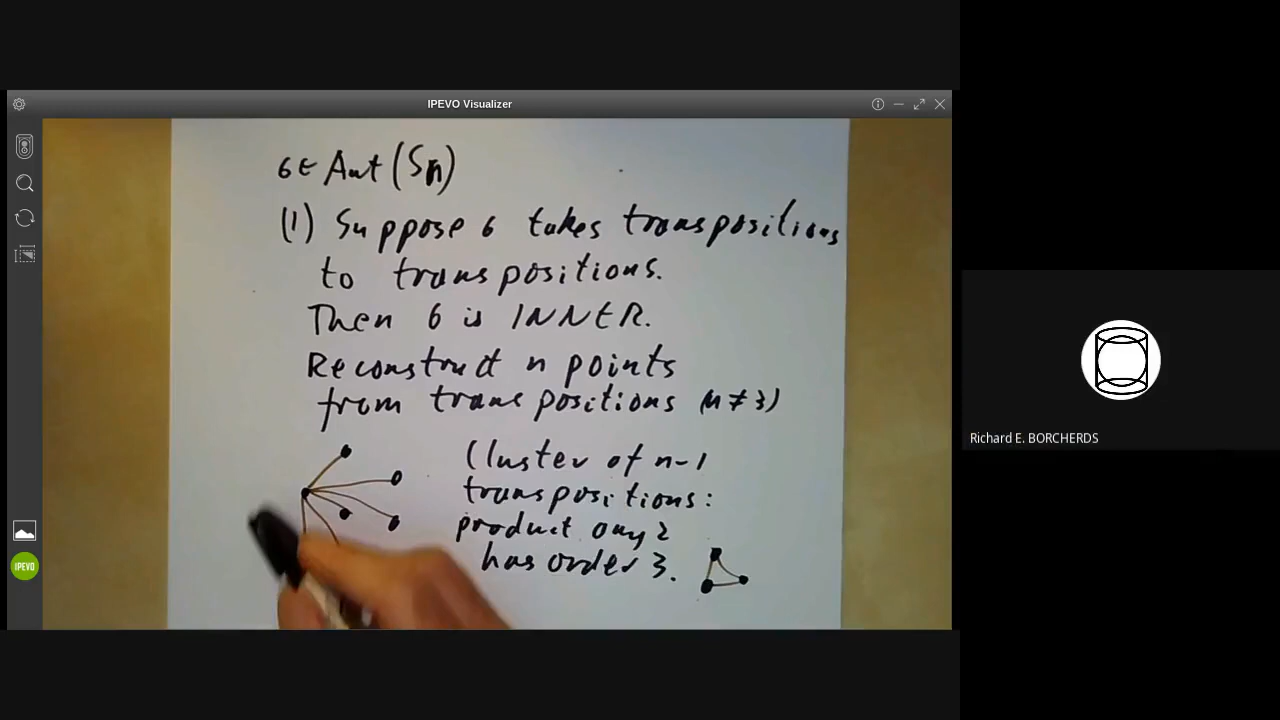 IPEVO Visualizer
σ ∈ Aut (Sn)
(1) Suppose σ takes transpositions
to transpositions.
Then σ is INNER.
Reconstruct n points
from transpositions (n ≠ 3)
Cluster of n-1
transpositions:
product any 2
has order 3.
IPEVO
Richard E. BORCHERDS